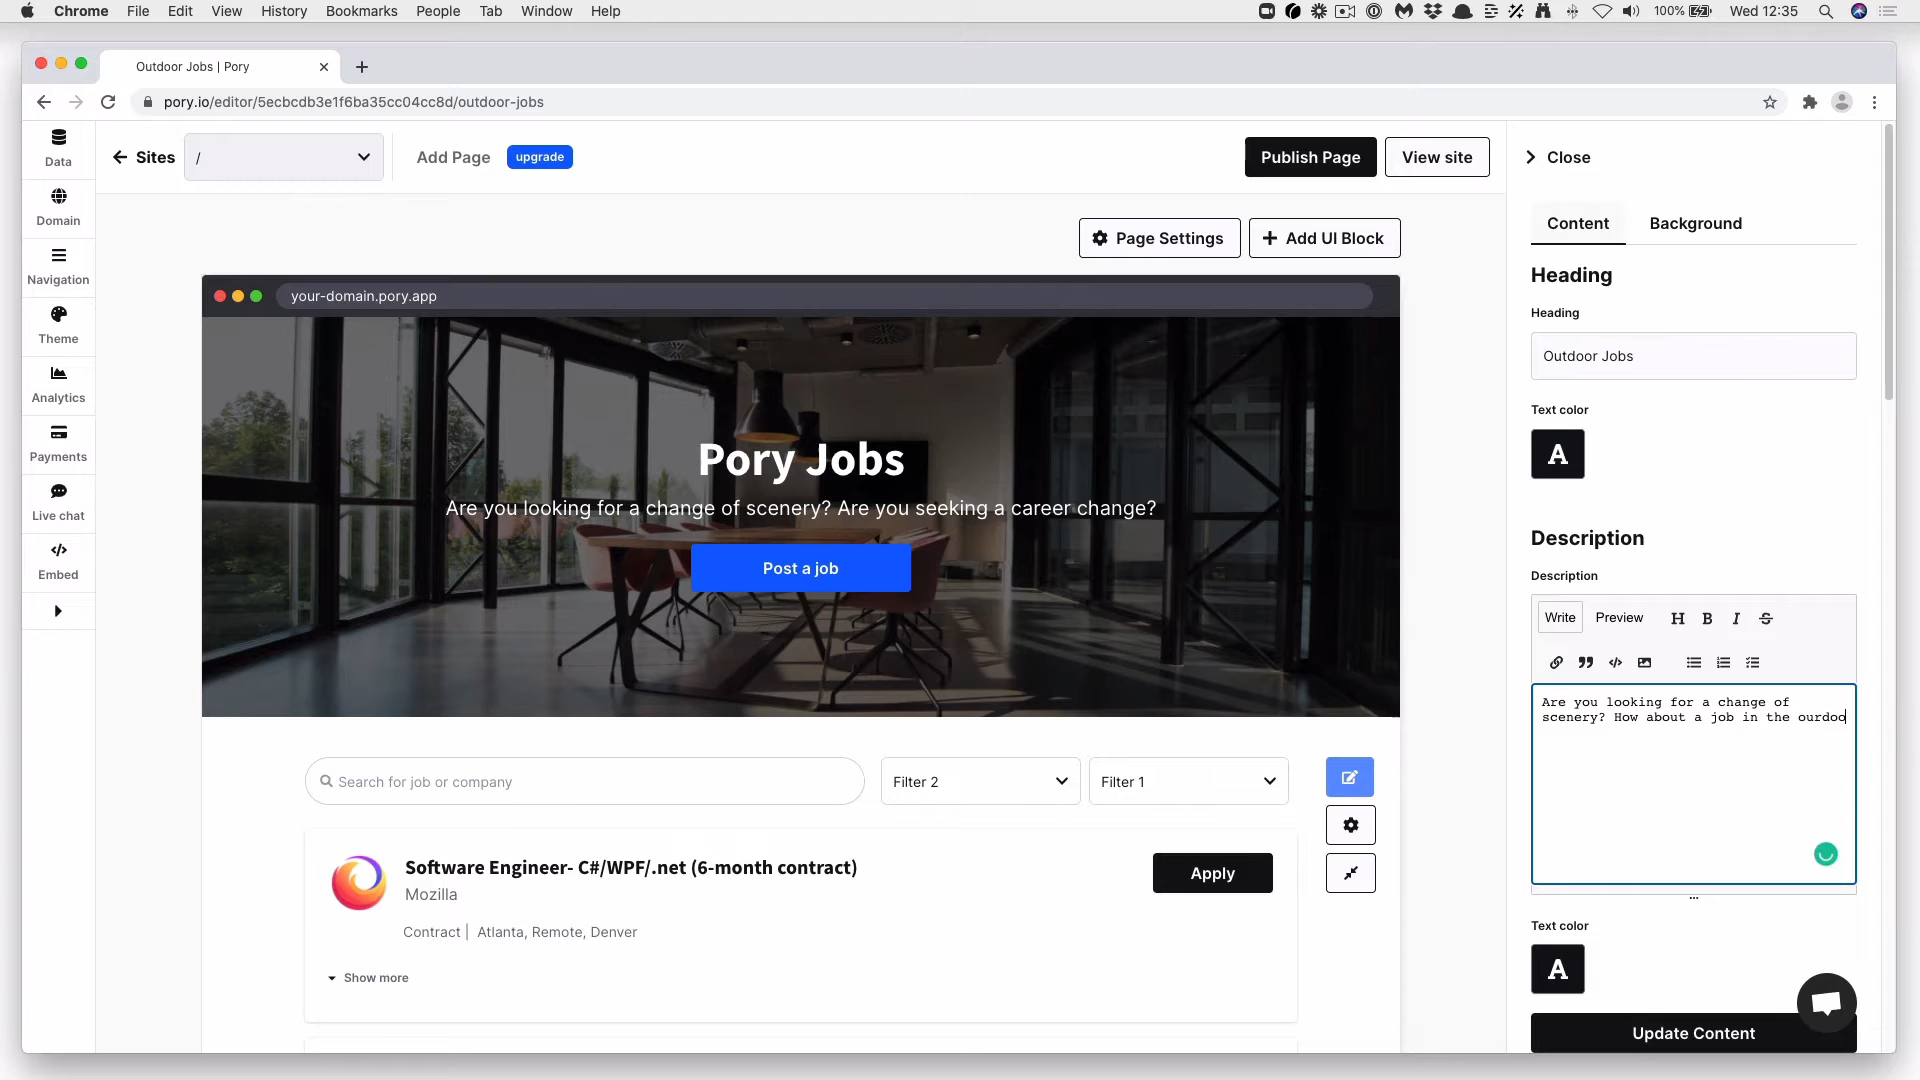 Chrome File Edit View History Bookmarks People Tab Window Help
100% Wed 12:35
Outdoor Jobs | Pory
pory.io/editor/5ecbcdb3e1f6ba35cc04cc8d/outdoor-jobs
Data
Domain
Navigation
Theme
Analytics
Payments
Live chat
Embed
Sites
/
Add Page
upgrade
Publish Page
View site
Page Settings
Add UI Block
your-domain.pory.app
Pory Jobs
Are you looking for a change of scenery? Are you seeking a career change?
Post a job
Search for job or company
Filter 2
Filter 1
Software Engineer- C#/WPF/.net (6-month contract)
Mozilla
Contract | Atlanta, Remote, Denver
Show more
Apply
Close
Content
Background
Heading
Heading
Outdoor Jobs
Text color
A
Description
Description
Write Preview H B I S
Are you looking for a change of
scenery? How about a job in the ourdoo
Text color
A
Update Content